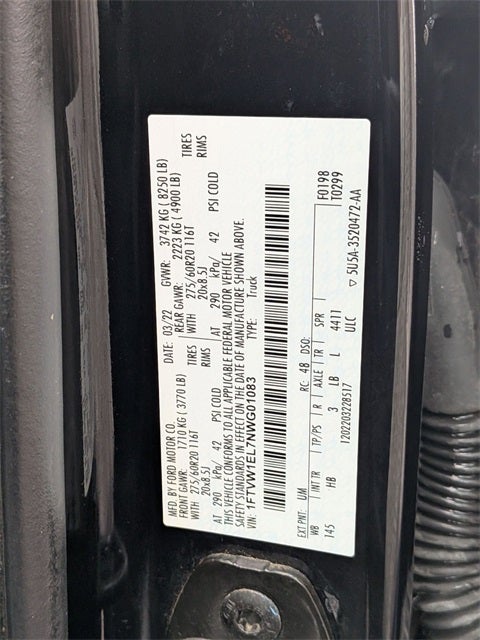 MFD. BY FORD MOTOR CO.
DATE: 03/22 GVWR: 3742 KG ( 8250 LB)
FRONT GAWR: 1710 KG ( 3770 LB) REAR GAWR: 2223 KG ( 4900 LB)
WITH 275/60R20 116T TIRES WITH 275/60R20 116T TIRES
20x8.5J RIMS 20x8.5J RIMS
AT 290 kPa/ 42 PSI COLD AT 290 kPa/ 42 PSI COLD
THIS VEHICLE CONFORMS TO ALL APPLICABLE FEDERAL MOTOR VEHICLE
SAFETY STANDARDS IN EFFECT ON THE DATE OF MANUFACTURE SHOWN ABOVE.
VIN: 1FTVW1EL7NWG01083 TYPE: Truck
F0198
T0299
EXT PNT: UM RC: 48 DSO:
WB INT TR TP/PS R AXLE TR SPR
145 HB 3 LB L 4411
1202203228517 ULC ▽ 5U5A-3520472-AA